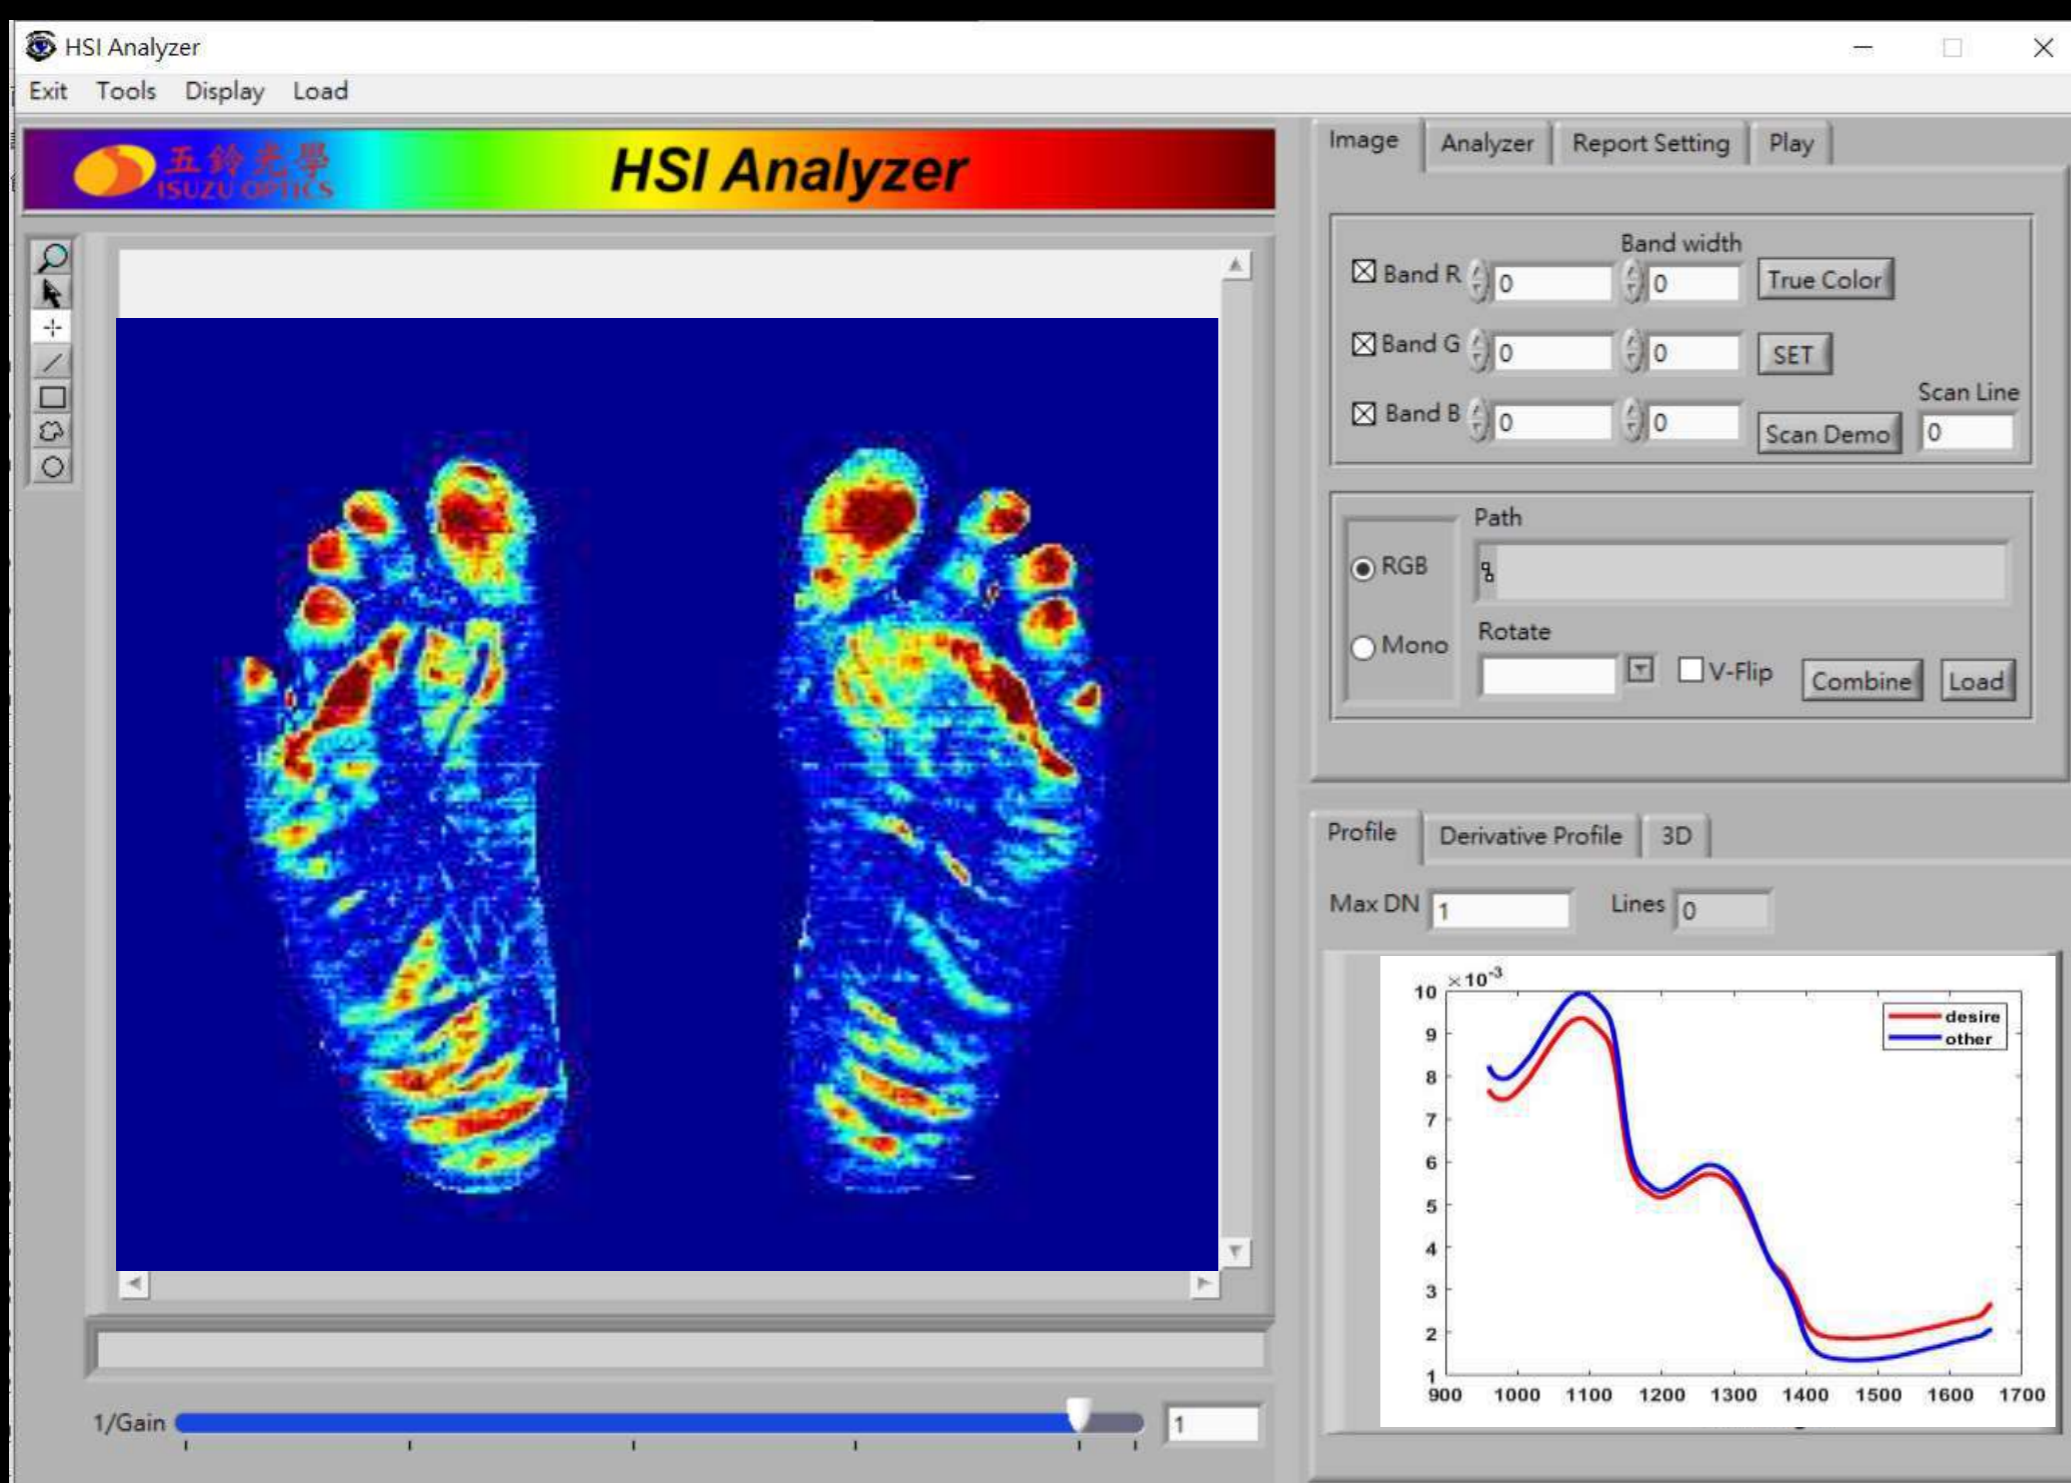 HSI Analyzer
Exit Tools Display Load
五鈴光學
ISUZU OPTICS
HSI Analyzer
Image Analyzer Report Setting Play
Band width
Band R 0 0 True Color
Band G 0 0 SET
Scan Line
Band B 0 0 Scan Demo 0
Path
RGB
Mono
Rotate
V-Flip Combine Load
Profile Derivative Profile 3D
Max DN 1 Lines 0
×10-3
10
9
8
7
6
5
4
3
2
1
desire
other
900 1000 1100 1200 1300 1400 1500 1600 1700
1/Gain 1